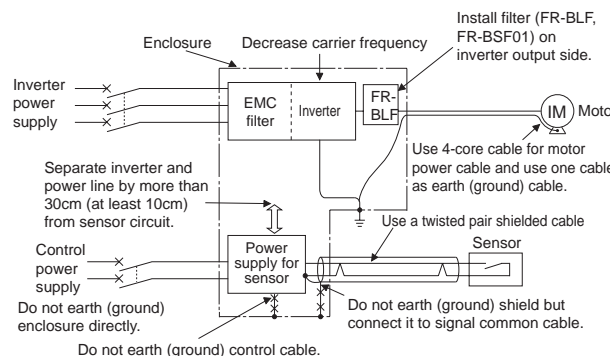 Install filter (FR-BLF,
FR-BSF01) on
inverter output side.
Enclosure
Decrease carrier frequency
Inverter
power
supply
EMC
filter
Inverter
FR-
BLF
IM
Moto
Use 4-core cable for motor
power cable and use one cable
as earth (ground) cable.
Separate inverter and
power line by more than
30cm (at least 10cm)
from sensor circuit.
Use a twisted pair shielded cable
Control
power
supply
Power
supply for
sensor
Sensor
Do not earth (ground)
enclosure directly.
Do not earth (ground) shield but
connect it to signal common cable.
Do not earth (ground) control cable.